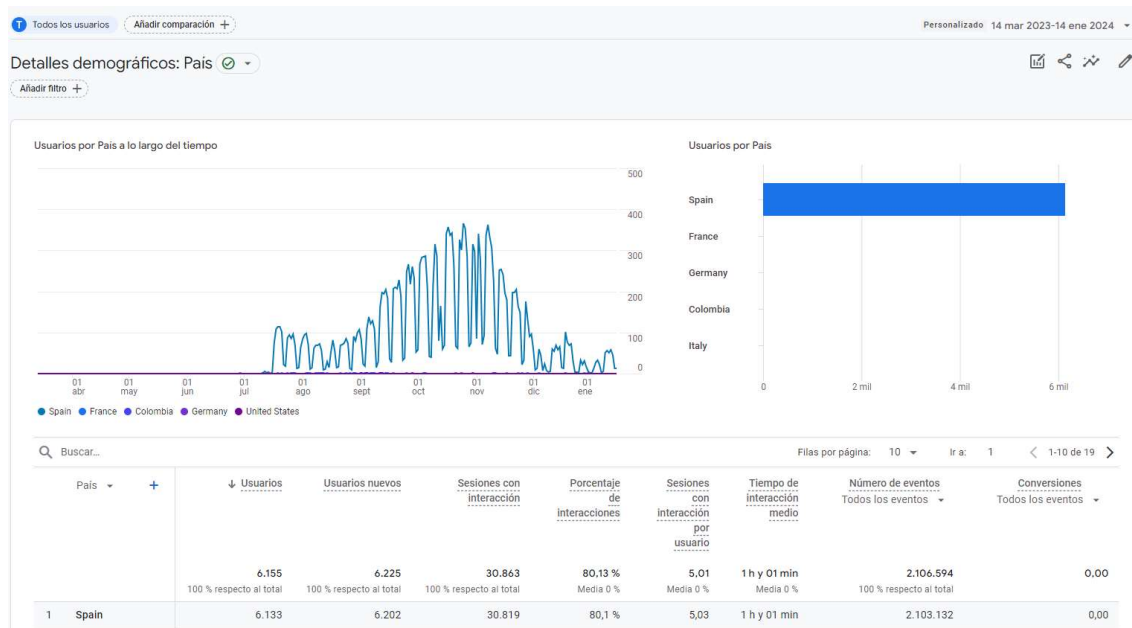 T Todos los usuarios Añadir comparación + Personalizado 14 mar 2023-14 ene 2024
Detalles demográficos: País
Añadir filtro +
Usuarios por País a lo largo del tiempo
500
400
300
200
100
0
01 abr 01 may 01 jun 01 jul 01 ago 01 sept 01 oct 01 nov 01 dic 01 ene
Spain France Colombia Germany United States
Usuarios por País
Spain
France
Germany
Colombia
Italy
0 2 mil 4 mil 6 mil
Buscar... Filas por página: 10 Ir a: 1 < 1-10 de 19 >
País + ↓ Usuarios Usuarios nuevos Sesiones con interacción Porcentaje de interacciones Sesiones con interacción por usuario Tiempo de interacción medio Número de eventos Todos los eventos Conversiones Todos los eventos
6.155 6.225 30.863 80,13 % 5,01 1 h y 01 min 2.106.594 0,00
100 % respecto al total 100 % respecto al total 100 % respecto al total Media 0 % Media 0 % Media 0 % 100 % respecto al total
1 Spain 6.133 6.202 30.819 80,1 % 5,03 1 h y 01 min 2.103.132 0,00